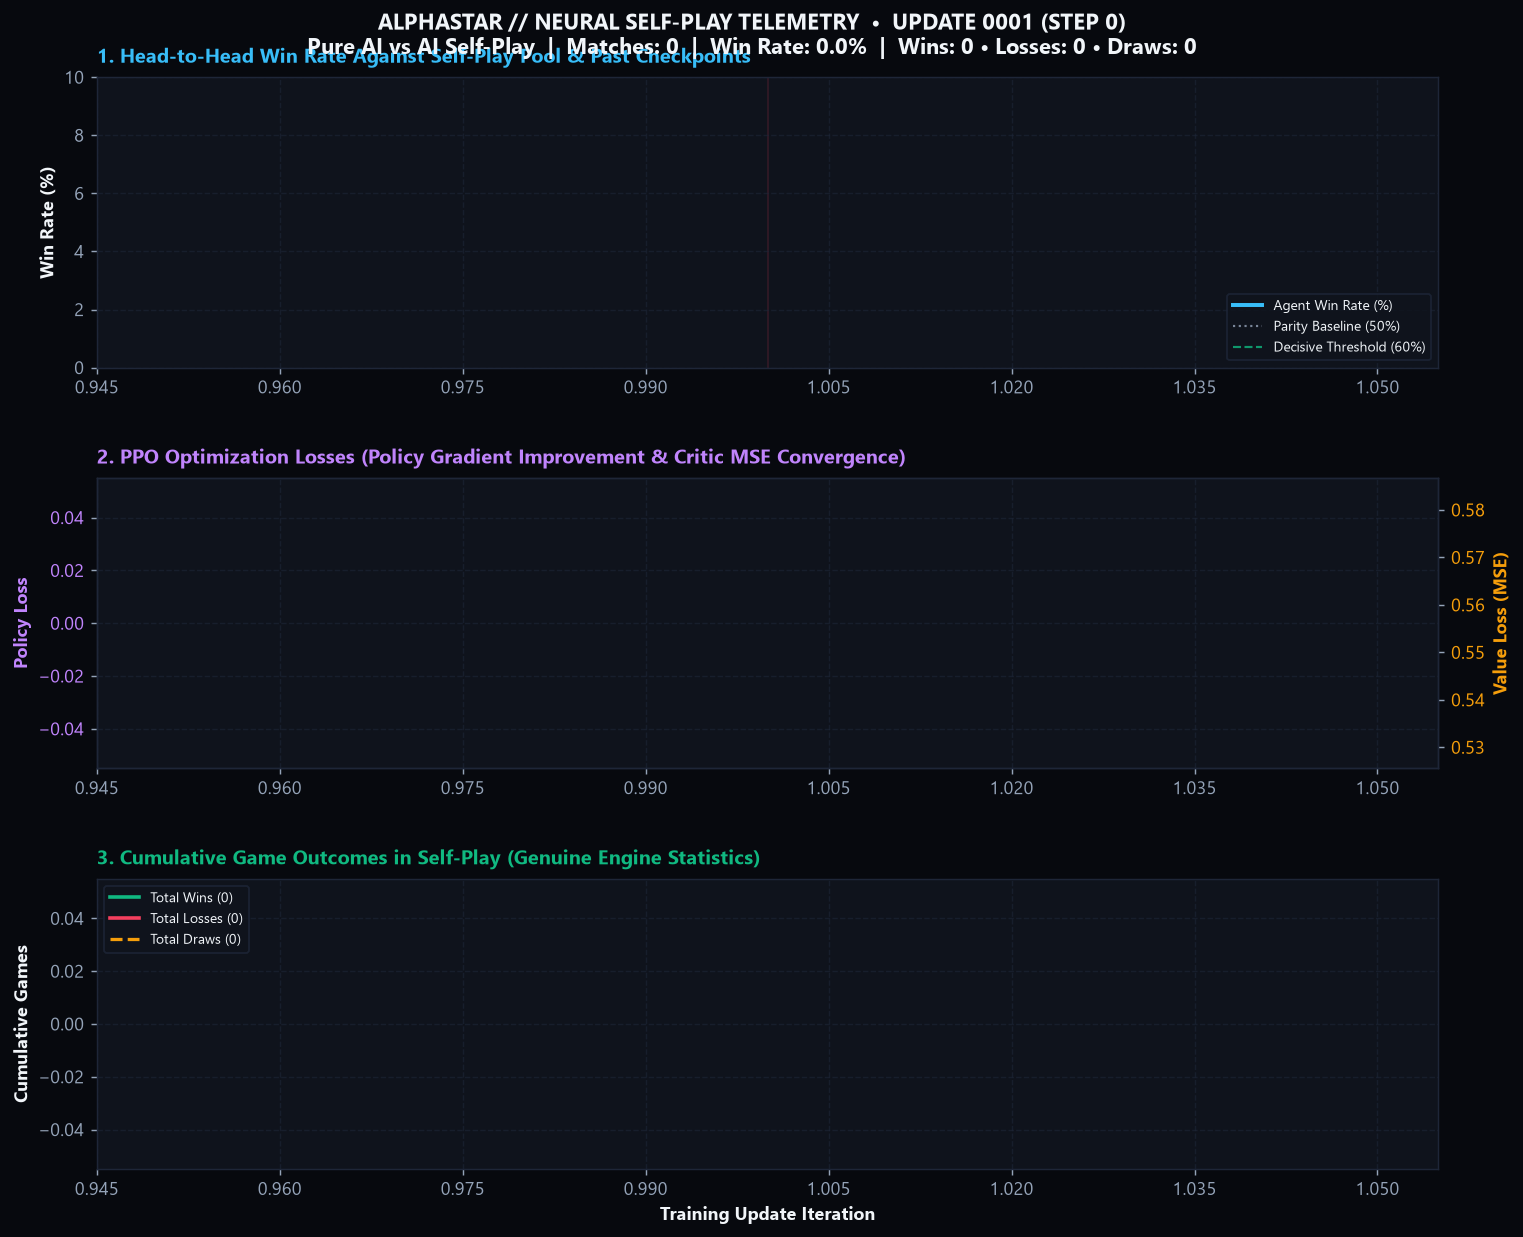 ALPHASTAR // NEURAL SELF-PLAY TELEMETRY • UPDATE 0001 (STEP 0)
Pure AI vs AI Self-Play | Matches: 0 | Win Rate: 0.0% | Wins: 0 • Losses: 0 • Draws: 0
1. Head-to-Head Win Rate Against Self-Play Pool & Past Checkpoints
Win Rate (%)
10
8
6
4
2
0
Agent Win Rate (%)
Parity Baseline (50%)
Decisive Threshold (60%)
0.945 0.960 0.975 0.990 1.005 1.020 1.035 1.050
2. PPO Optimization Losses (Policy Gradient Improvement & Critic MSE Convergence)
Policy Loss
0.04
0.02
0.00
−0.02
−0.04
0.58
0.57
0.56
0.55
0.54
0.53
Value Loss (MSE)
0.945 0.960 0.975 0.990 1.005 1.020 1.035 1.050
3. Cumulative Game Outcomes in Self-Play (Genuine Engine Statistics)
Total Wins (0)
Total Losses (0)
Total Draws (0)
Cumulative Games
0.04
0.02
0.00
−0.02
−0.04
0.945 0.960 0.975 0.990 1.005 1.020 1.035 1.050
Training Update Iteration